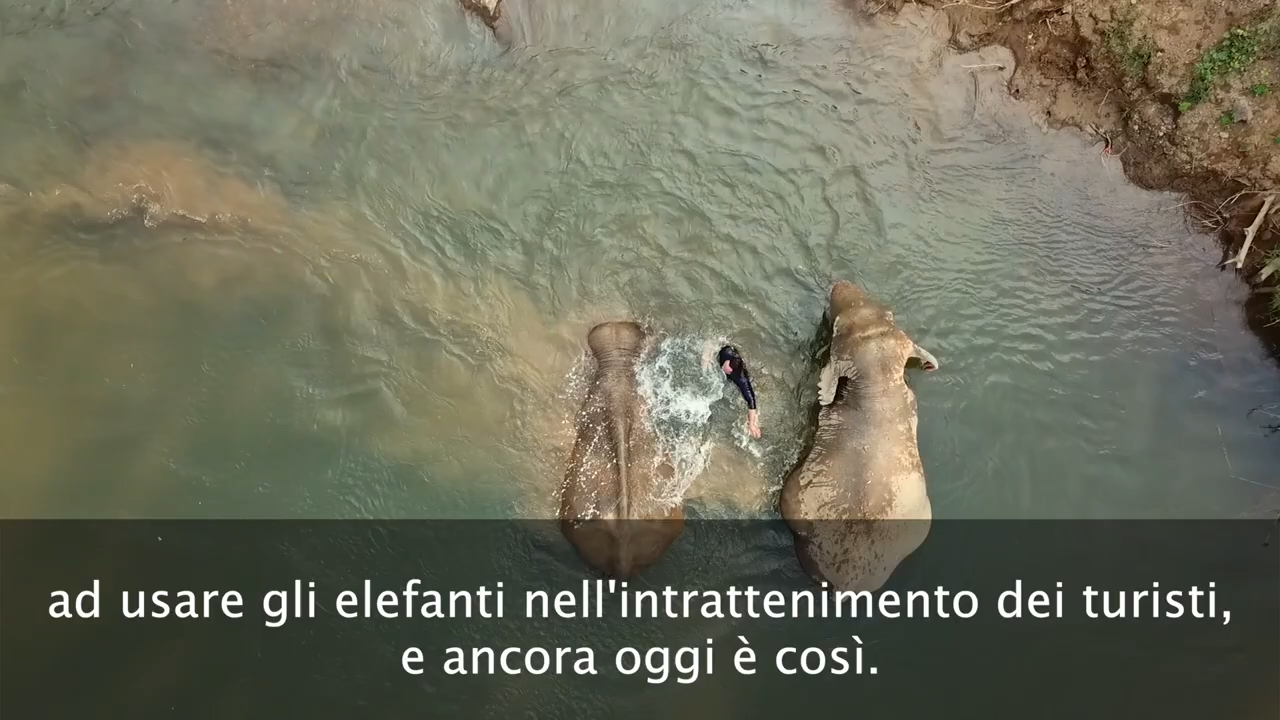 ad usare gli elefanti nell'intrattenimento dei turisti,
e ancora oggi è così.